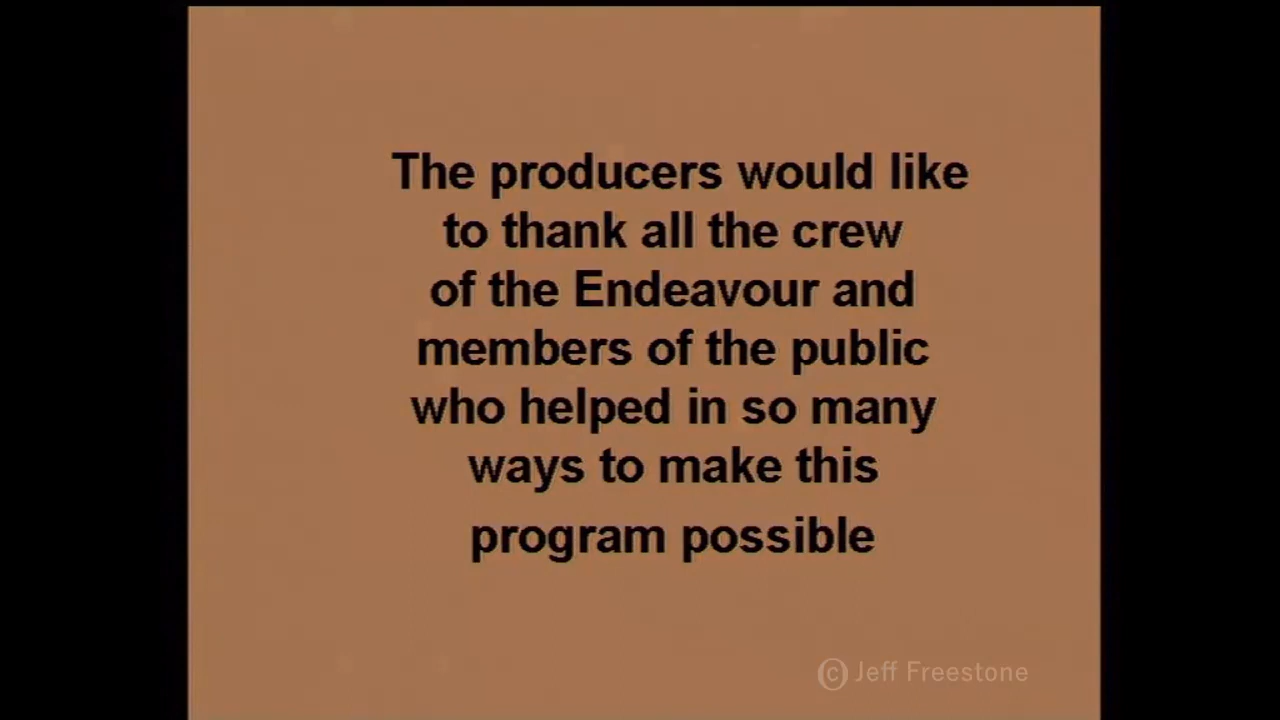 The producers would like
to thank all the crew
of the Endeavour and
members of the public
who helped in so many
ways to make this
program possible
© Jeff Freestone